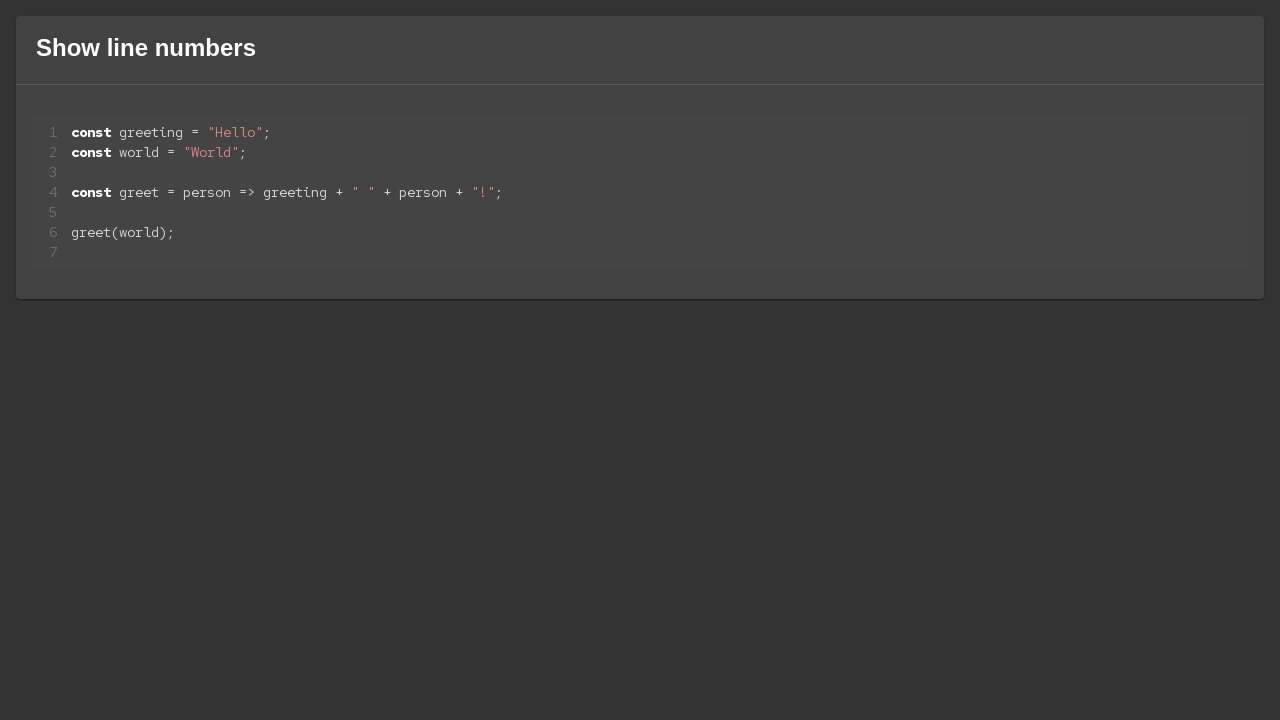 Show line numbers
1 const greeting = "Hello";
2 const world = "World";
3
4 const greet = person => greeting + " " + person + "!";
5
6 greet(world);
7